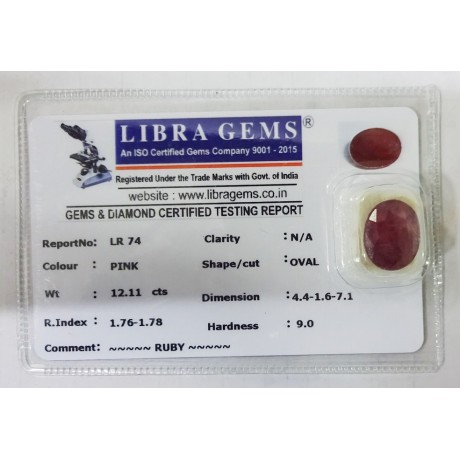 LIBRA GEMS ®
An ISO Certified Gems Company 9001 - 2015
Registered Under the Trade Marks with Govt. of India
website : www.libragems.co.in
GEMS & DIAMOND CERTIFIED TESTING REPORT
ReportNo: LR 74 Clarity : N/A
Colour : PINK Shape/cut : OVAL
Wt : 12.11 cts Dimension : 4.4-1.6-7.1
R.Index : 1.76-1.78 Hardness : 9.0
Comment: ~~~~~ RUBY ~~~~~